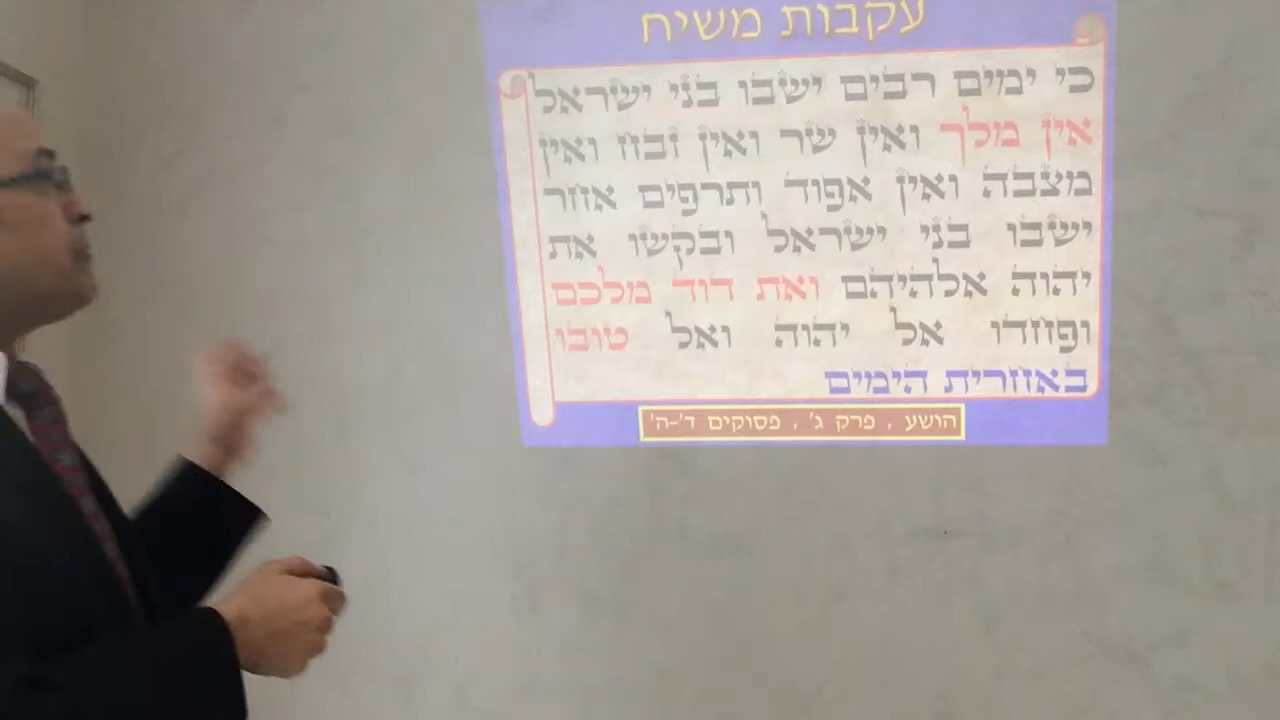 עקבות משיח
כי ימים רבים ישבו בני ישראל
אין מלך ואין שר ואין זבח ואין
מצבה ואין אפוד ותרפים אחר
ישבו בני ישראל ובקשו את
יהוה אלהיהם ואת דוד מלכם
ופחדו אל יהוה ואל טובו
באחרית הימים
הושע , פרק ג' , פסוקים ד'-ה'